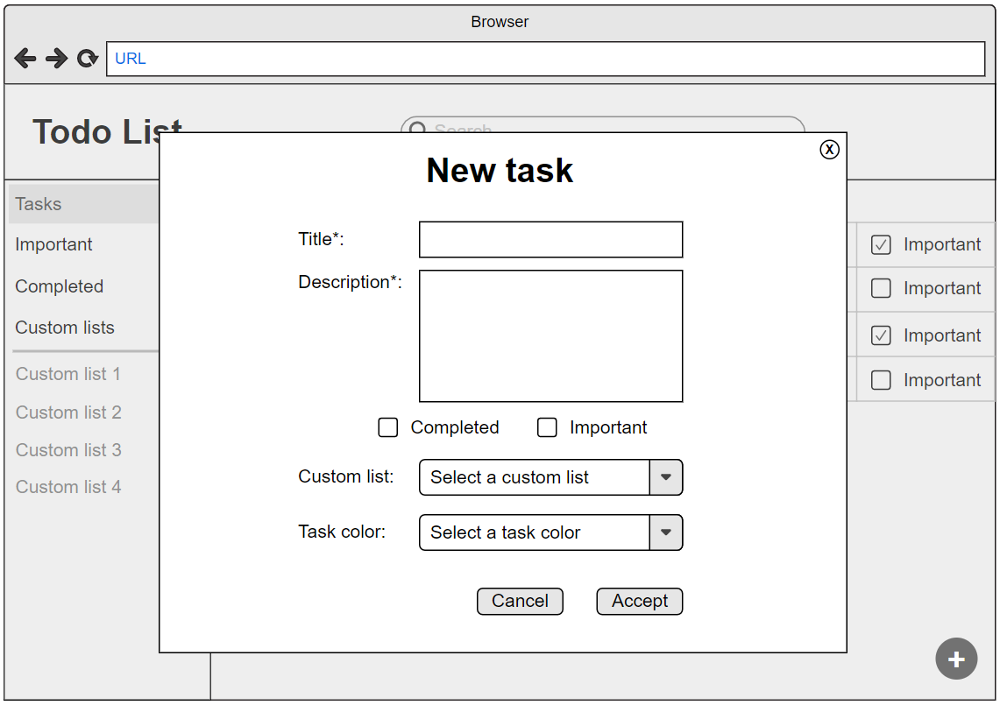 Browser
URL
Todo List
Search
New task
X
Tasks
Important
Completed
Custom lists
Custom list 1
Custom list 2
Custom list 3
Custom list 4
Title*:
Description*:
Completed Important
Custom list: Select a custom list
Task color: Select a task color
Cancel Accept
Important
Important
Important
Important
+